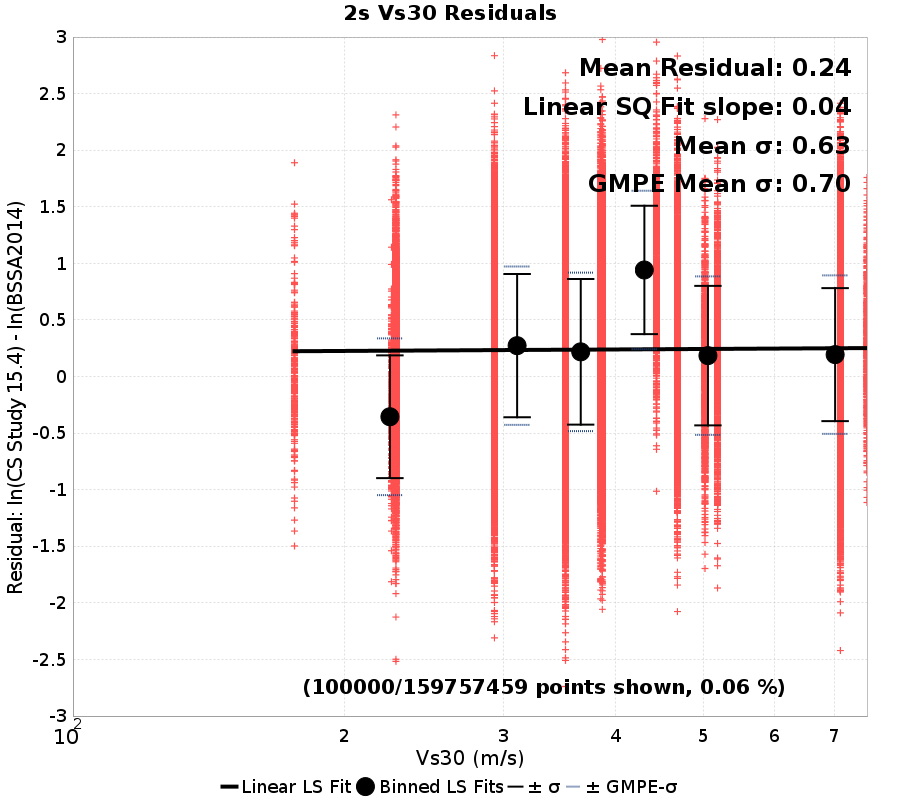 2s Vs30 Residuals
Mean Residual: 0.24
Linear SQ Fit slope: 0.04
Mean σ: 0.63
GMPE Mean σ: 0.70
Residual: ln(CS Study 15.4) - ln(BSSA2014)
3
2.5
2
1.5
1
0.5
0
-0.5
-1
-1.5
-2
-2.5
-3
(100000/159757459 points shown, 0.06 %)
10^2 2 3 4 5 6 7
Vs30 (m/s)
Linear LS Fit Binned LS Fits ± σ ± GMPE-σ